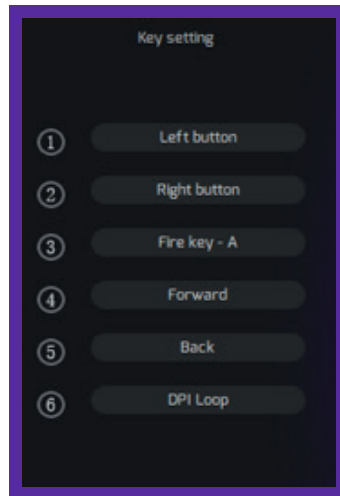 Key setting
① Left button
② Right button
③ Fire key - A
④ Forward
⑤ Back
⑥ DPI Loop